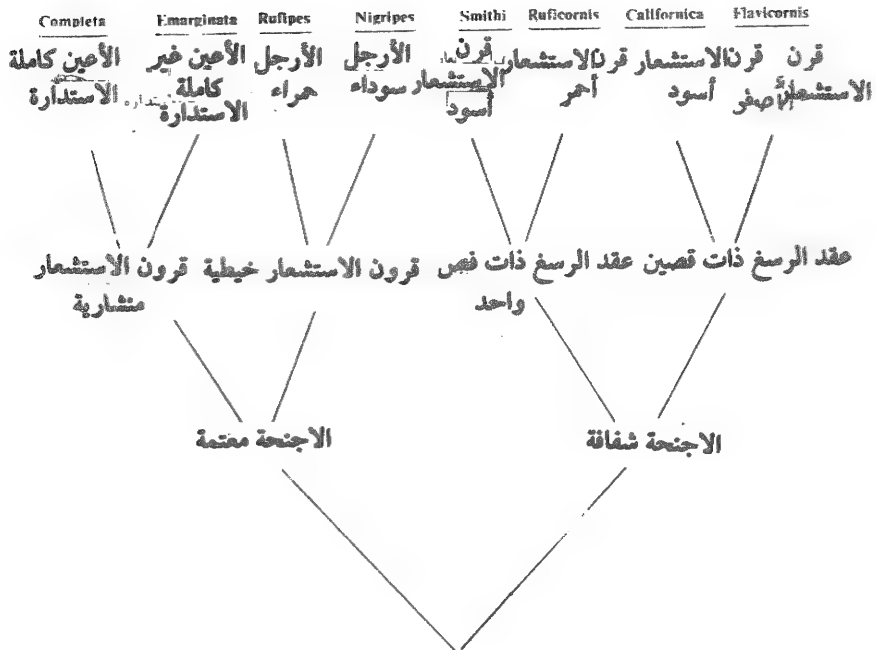 Completa Emarginata Rufipes Nigripes Smithi Ruficornis Californica Flavicornis
الأعين كاملة
الاستدارة
الأعين غير
كاملة
الاستدارة
الأرجل
حمراء
الأرجل
سوداء
قرن
الاستشعار
أسود
قرن الاستشعار
أحمر
قرن الاستشعار
أسود
قرن
الاستشعار أصفر
قرون الاستشعار
منشارية
قرون الاستشعار خيطية
عقد الرسغ ذات فص
واحد
عقد الرسغ ذات فصين
الاجنحة معتمة
الاجنحة شفافة